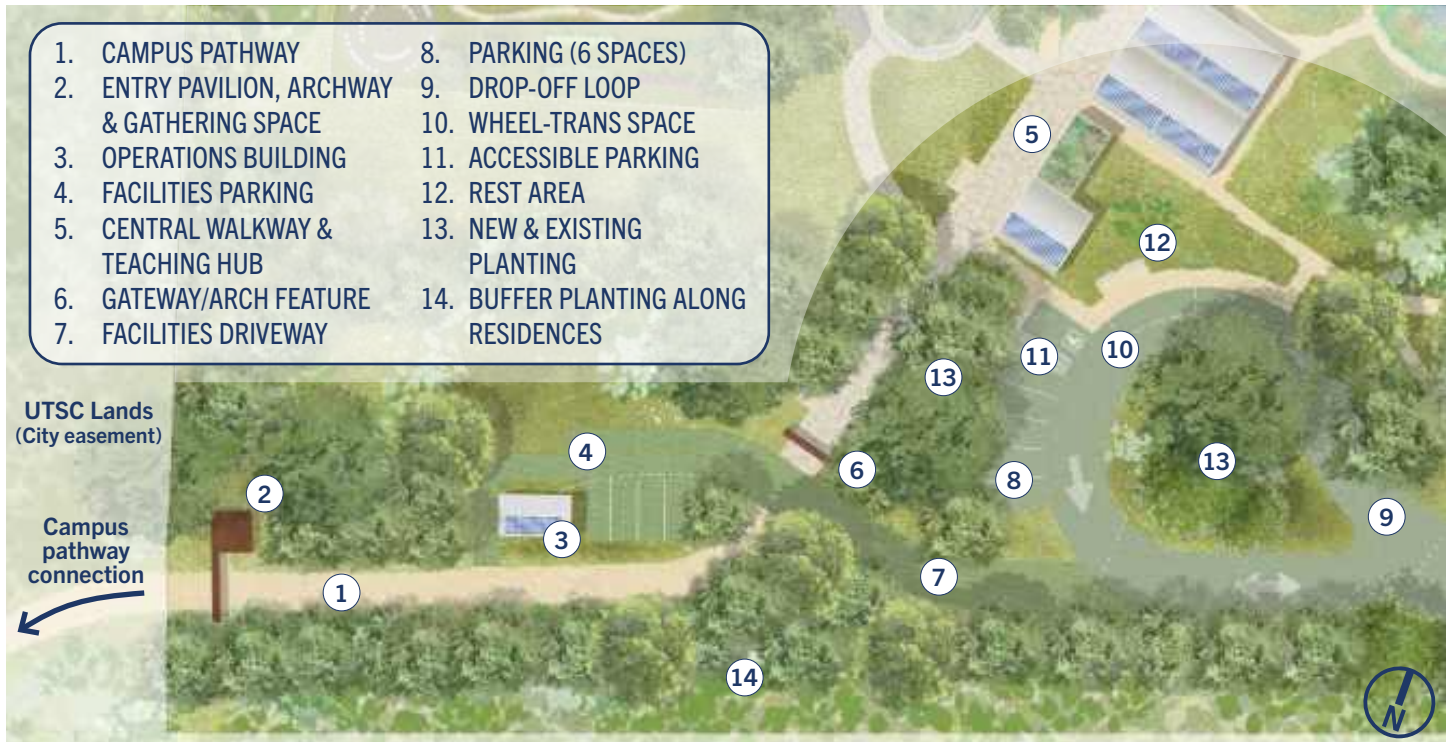 1. CAMPUS PATHWAY
2. ENTRY PAVILION, ARCHWAY
& GATHERING SPACE
3. OPERATIONS BUILDING
4. FACILITIES PARKING
5. CENTRAL WALKWAY &
TEACHING HUB
6. GATEWAY/ARCH FEATURE
7. FACILITIES DRIVEWAY
8. PARKING (6 SPACES)
9. DROP-OFF LOOP
10. WHEEL-TRANS SPACE
11. ACCESSIBLE PARKING
12. REST AREA
13. NEW & EXISTING
PLANTING
14. BUFFER PLANTING ALONG
RESIDENCES
5
12
10
11
13
UTSC Lands
(City easement)
4
6
13
8
2
9
3
Campus
pathway
connection
7
1
14
N